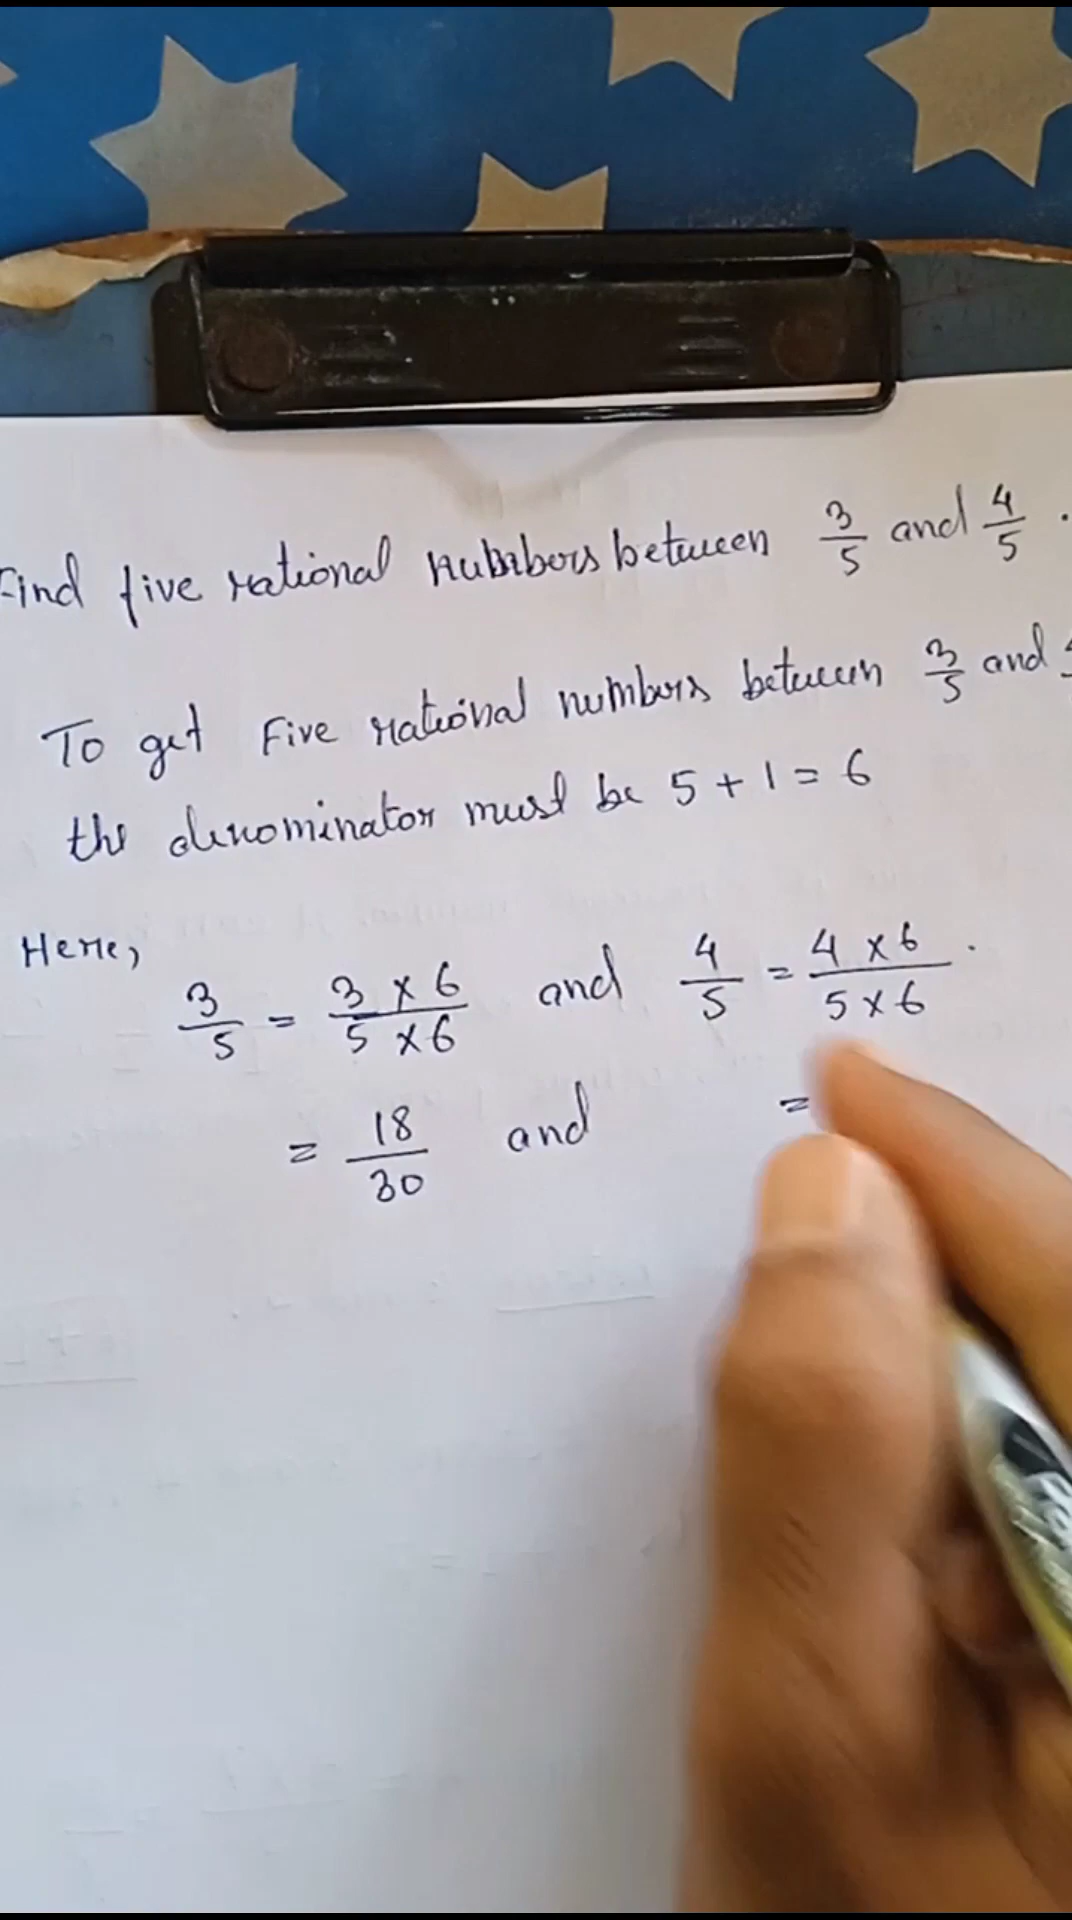 Find five rational numbers between 3/5 and 4/5 .
To get Five rational numbers between 3/5 and
the denominator must be 5 + 1 = 6
Here,
3/5 = 3 × 6/5 × 6 and 4/5 = 4 × 6/5 × 6 .
= 18/30 and =